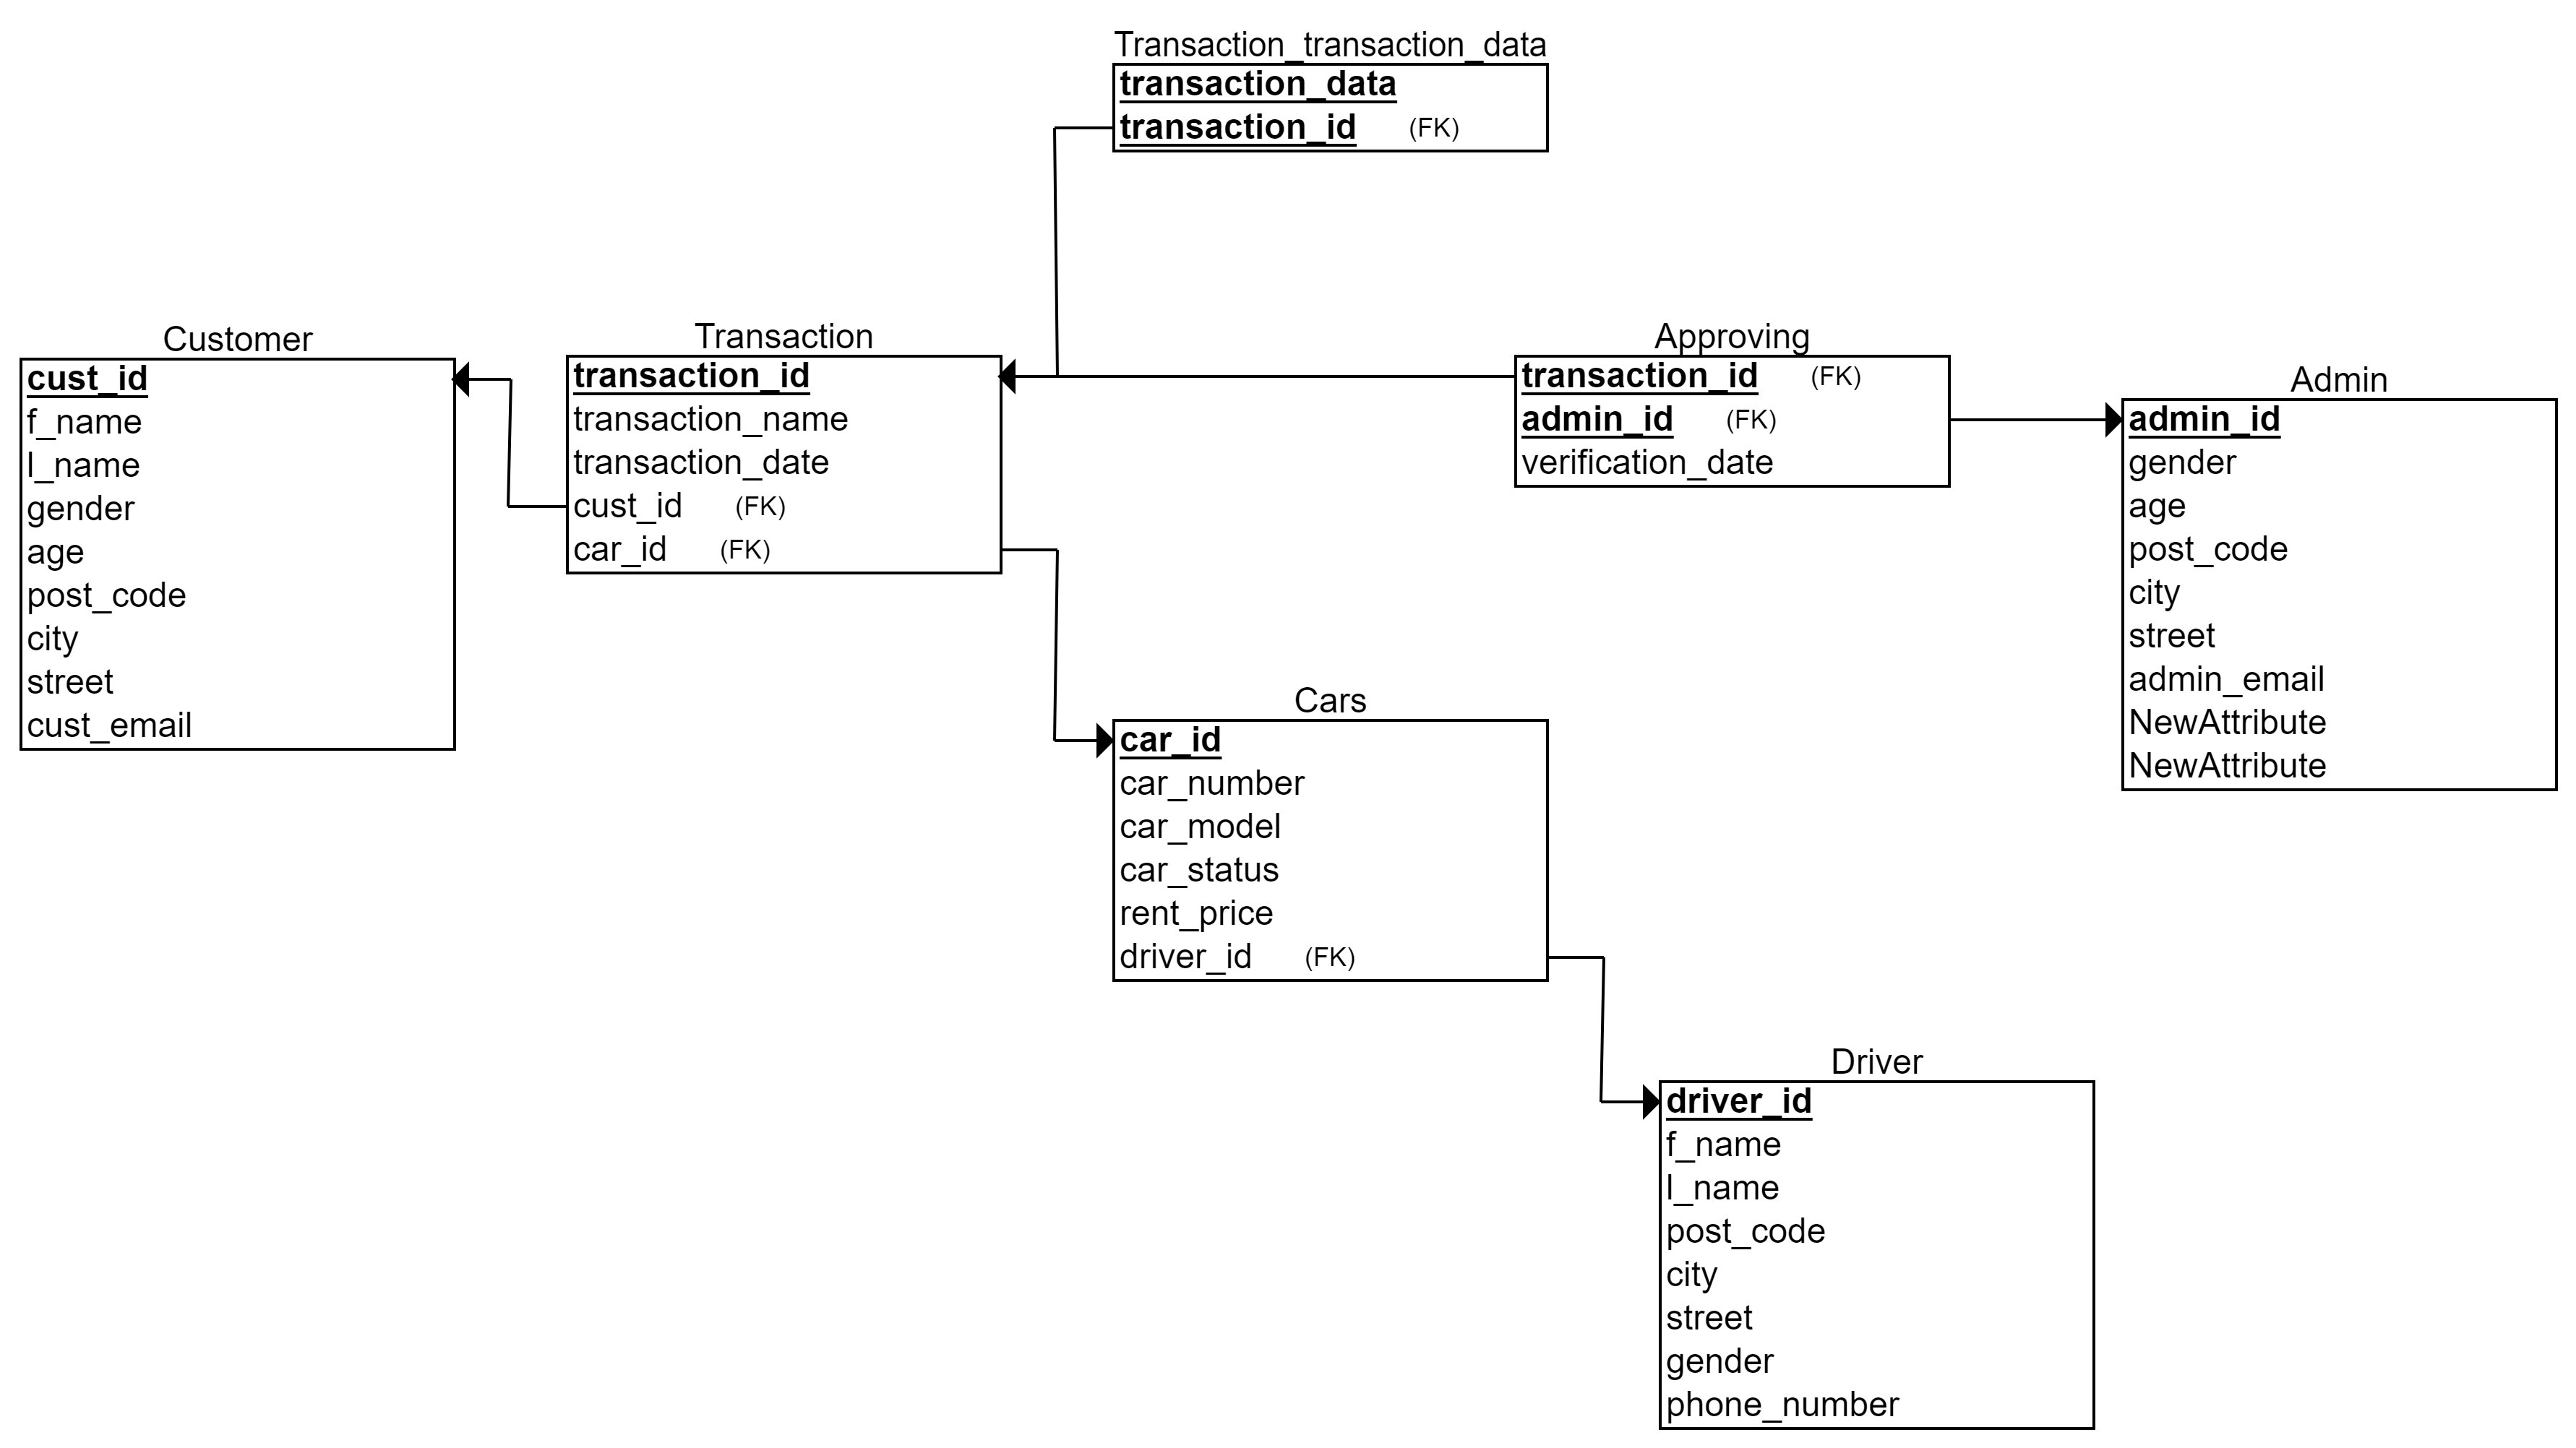 Transaction_transaction_data
transaction_data
transaction_id (FK)
Customer
cust_id
f_name
l_name
gender
age
post_code
city
street
cust_email
Transaction
transaction_id
transaction_name
transaction_date
cust_id (FK)
car_id (FK)
Approving
transaction_id (FK)
admin_id (FK)
verification_date
Admin
admin_id
gender
age
post_code
city
street
admin_email
NewAttribute
NewAttribute
Cars
car_id
car_number
car_model
car_status
rent_price
driver_id (FK)
Driver
driver_id
f_name
l_name
post_code
city
street
gender
phone_number